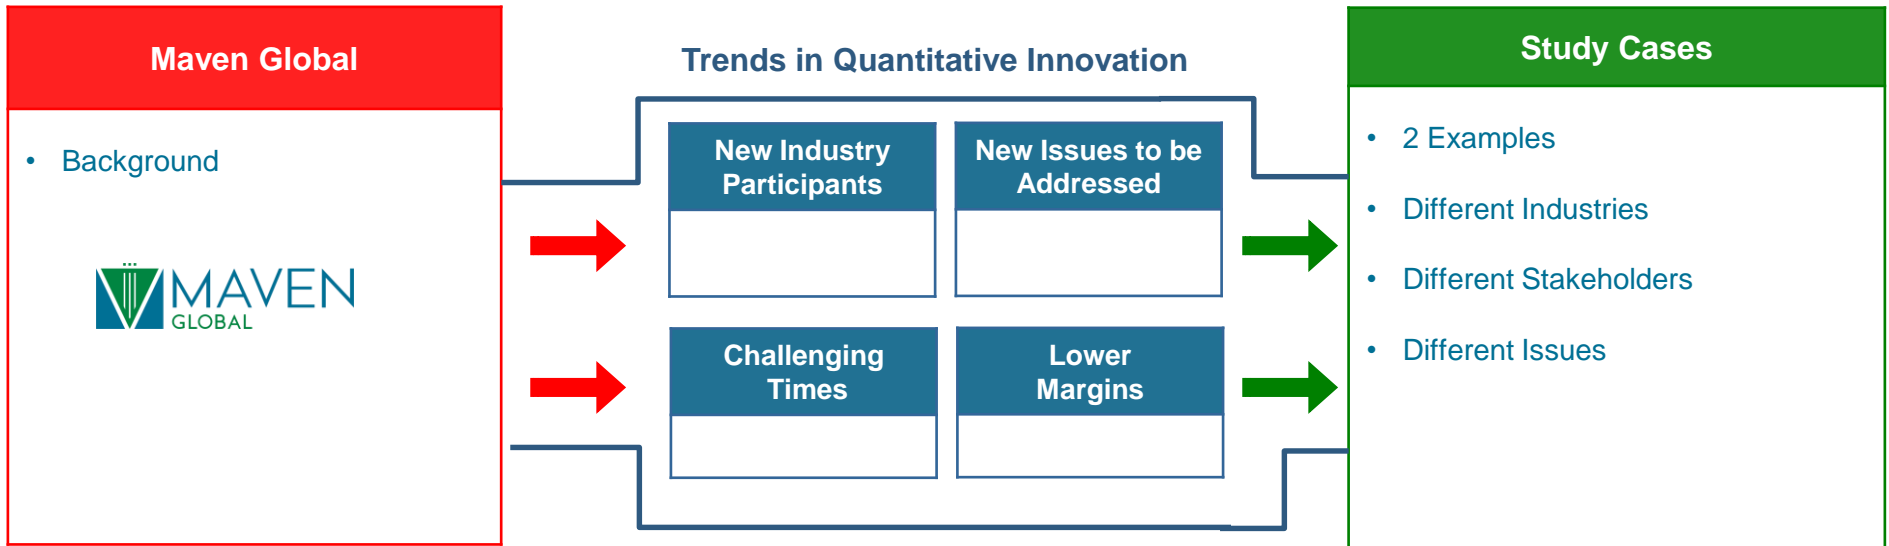 Maven Global
• Background
MAVEN
GLOBAL
Trends in Quantitative Innovation
New Industry
Participants
New Issues to be
Addressed
Challenging
Times
Lower
Margins
Study Cases
• 2 Examples
• Different Industries
• Different Stakeholders
• Different Issues